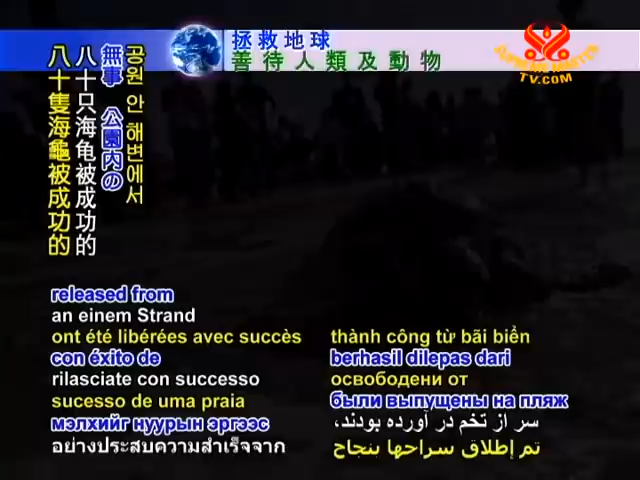 拯救地球
善待人類及動物
SUPREME MASTER
TV.COM
공원 안 해변에서
無事 公園内の
八十只海龟被成功的
八十隻海龜被成功的
released from
an einem Strand
ont été libérées avec succès
con éxito de
rilasciate con successo
sucesso de uma praia
мэлхийг нуурын эргээс
อย่างประสบความสำเร็จจาก
thành công từ bãi biển
berhasil dilepas dari
освободени от
были выпущены на пляж
سر از تخم در آورده بودند،
تم إطلاق سراحها بنجاح